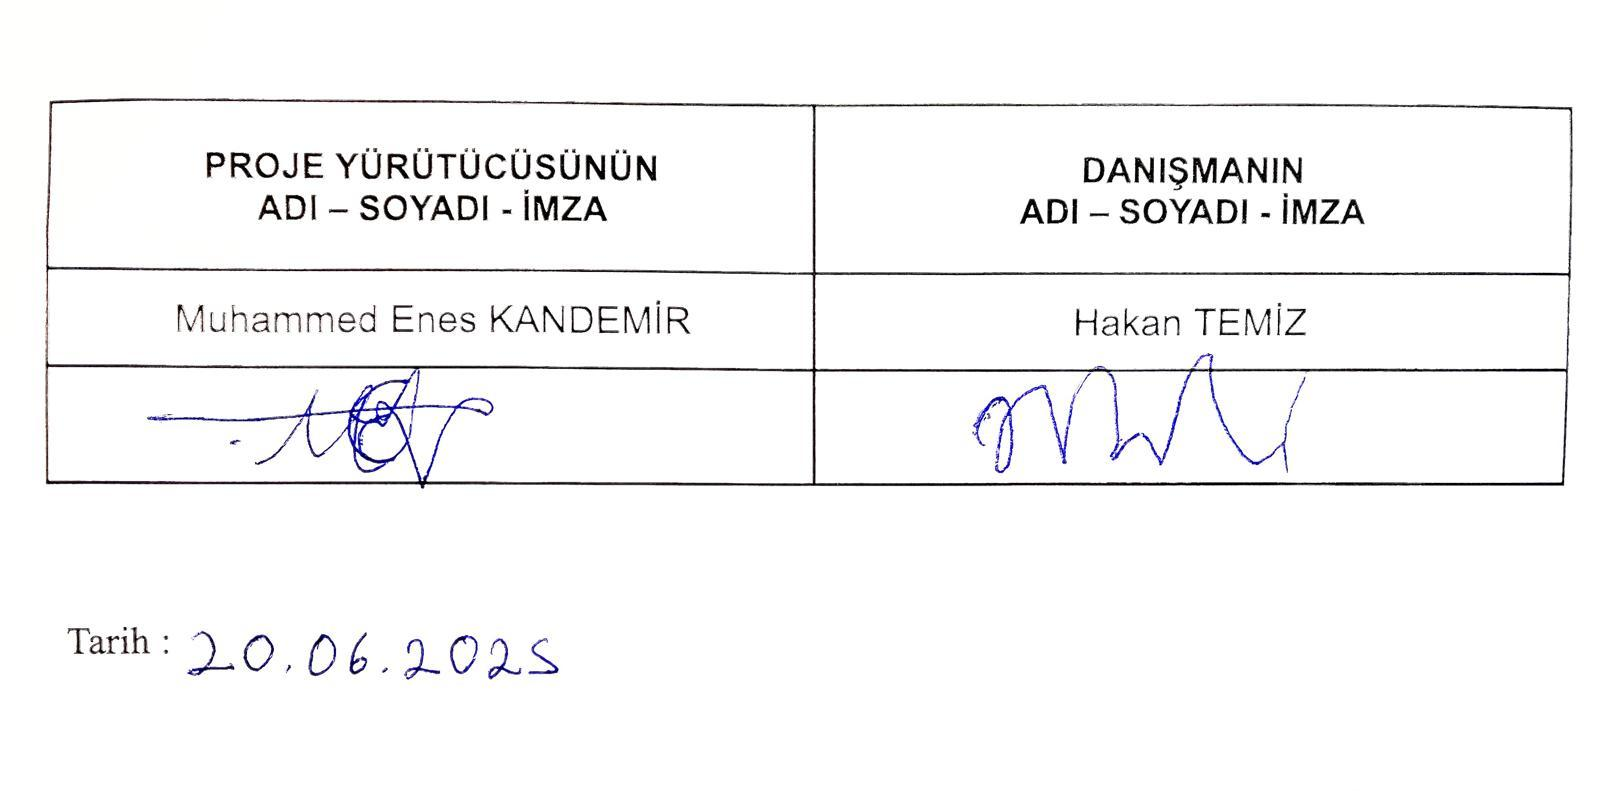 PROJE YÜRÜTÜCÜSÜNÜN
ADI – SOYADI - İMZA
DANIŞMANIN
ADI – SOYADI - İMZA
Muhammed Enes KANDEMİR
Hakan TEMİZ
Tarih : 20.06.2025